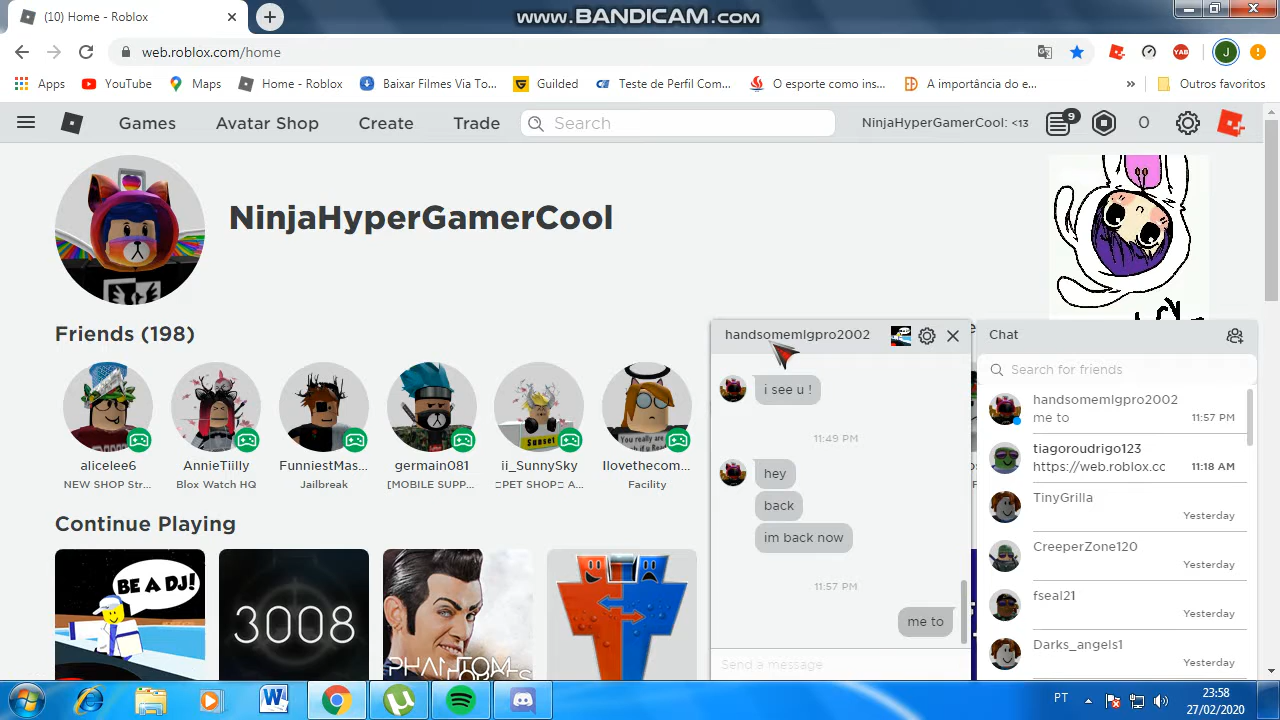 (10) Home - Roblox
www.BANDICAM.com
web.roblox.com/home
Apps
YouTube
Maps
Home - Roblox
Baixar Filmes Via To...
Guilded
Teste de Perfil Com...
O esporte como ins...
A importância do e...
»
Outros favoritos
YAB
J
Games
Avatar Shop
Create
Trade
Search
NinjaHyperGamerCool: <13
9
0
NinjaHyperGamerCool
Friends (198)
alicelee6
AnnieTiilly
FunniestMas...
germain081
ii_SunnySky
Ilovethecom...
NEW SHOP Str...
Blox Watch HQ
Jailbreak
[MOBILE SUPP...
Facility
Sunset
You really are
Continue Playing
BE A DJ!
3008
handsomemlgpro2002
i see u !
11:49 PM
hey
back
im back now
11:57 PM
me to
Send a message
Chat
Search for friends
handsomemlgpro2002
me to
11:57 PM
tiagoroudrigo123
https://web.roblox.cc
11:18 AM
TinyGrilla
Yesterday
CreeperZone120
Yesterday
fseal21
Yesterday
Darks_angels1
Yesterday
PT
23:58
27/02/2020